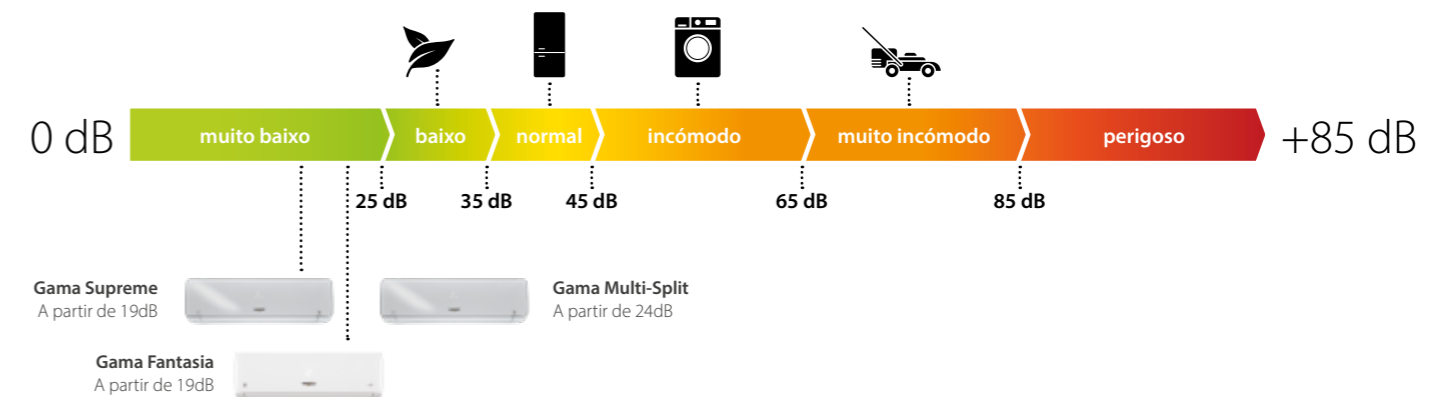 0 dB
muito baixo
baixo
normal
incómodo
muito incómodo
perigoso
+85 dB
25 dB
35 dB
45 dB
65 dB
85 dB
Gama Supreme
A partir de 19dB
Gama Multi-Split
A partir de 24dB
Gama Fantasia
A partir de 19dB